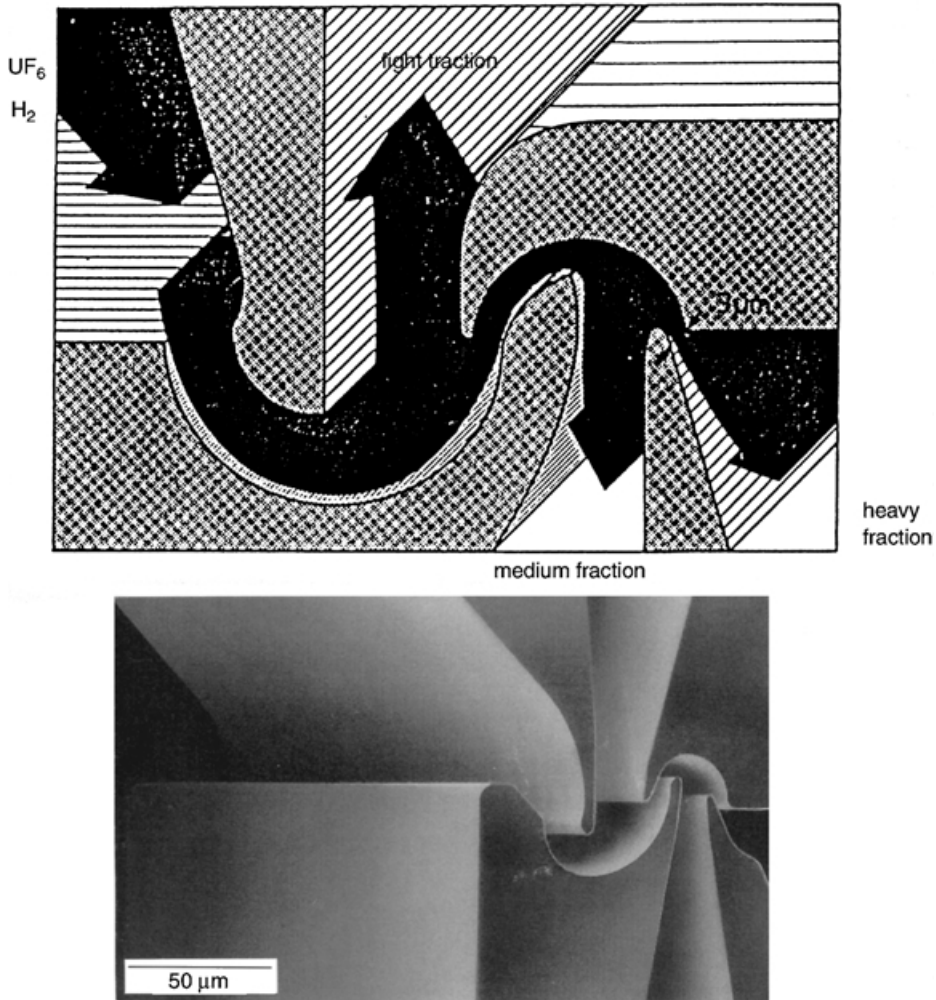 UF₆
H₂
fight traction
3µm
heavy
fraction
medium fraction
50 µm